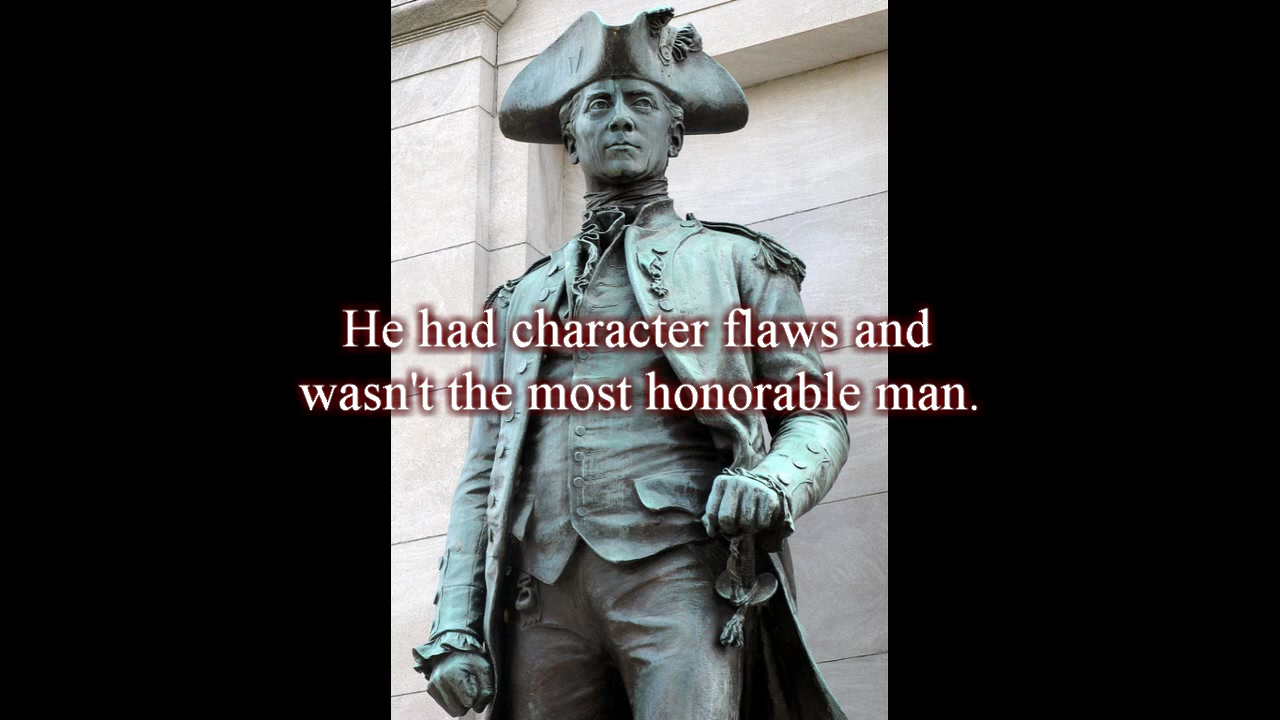 He had character flaws and
wasn't the most honorable man.